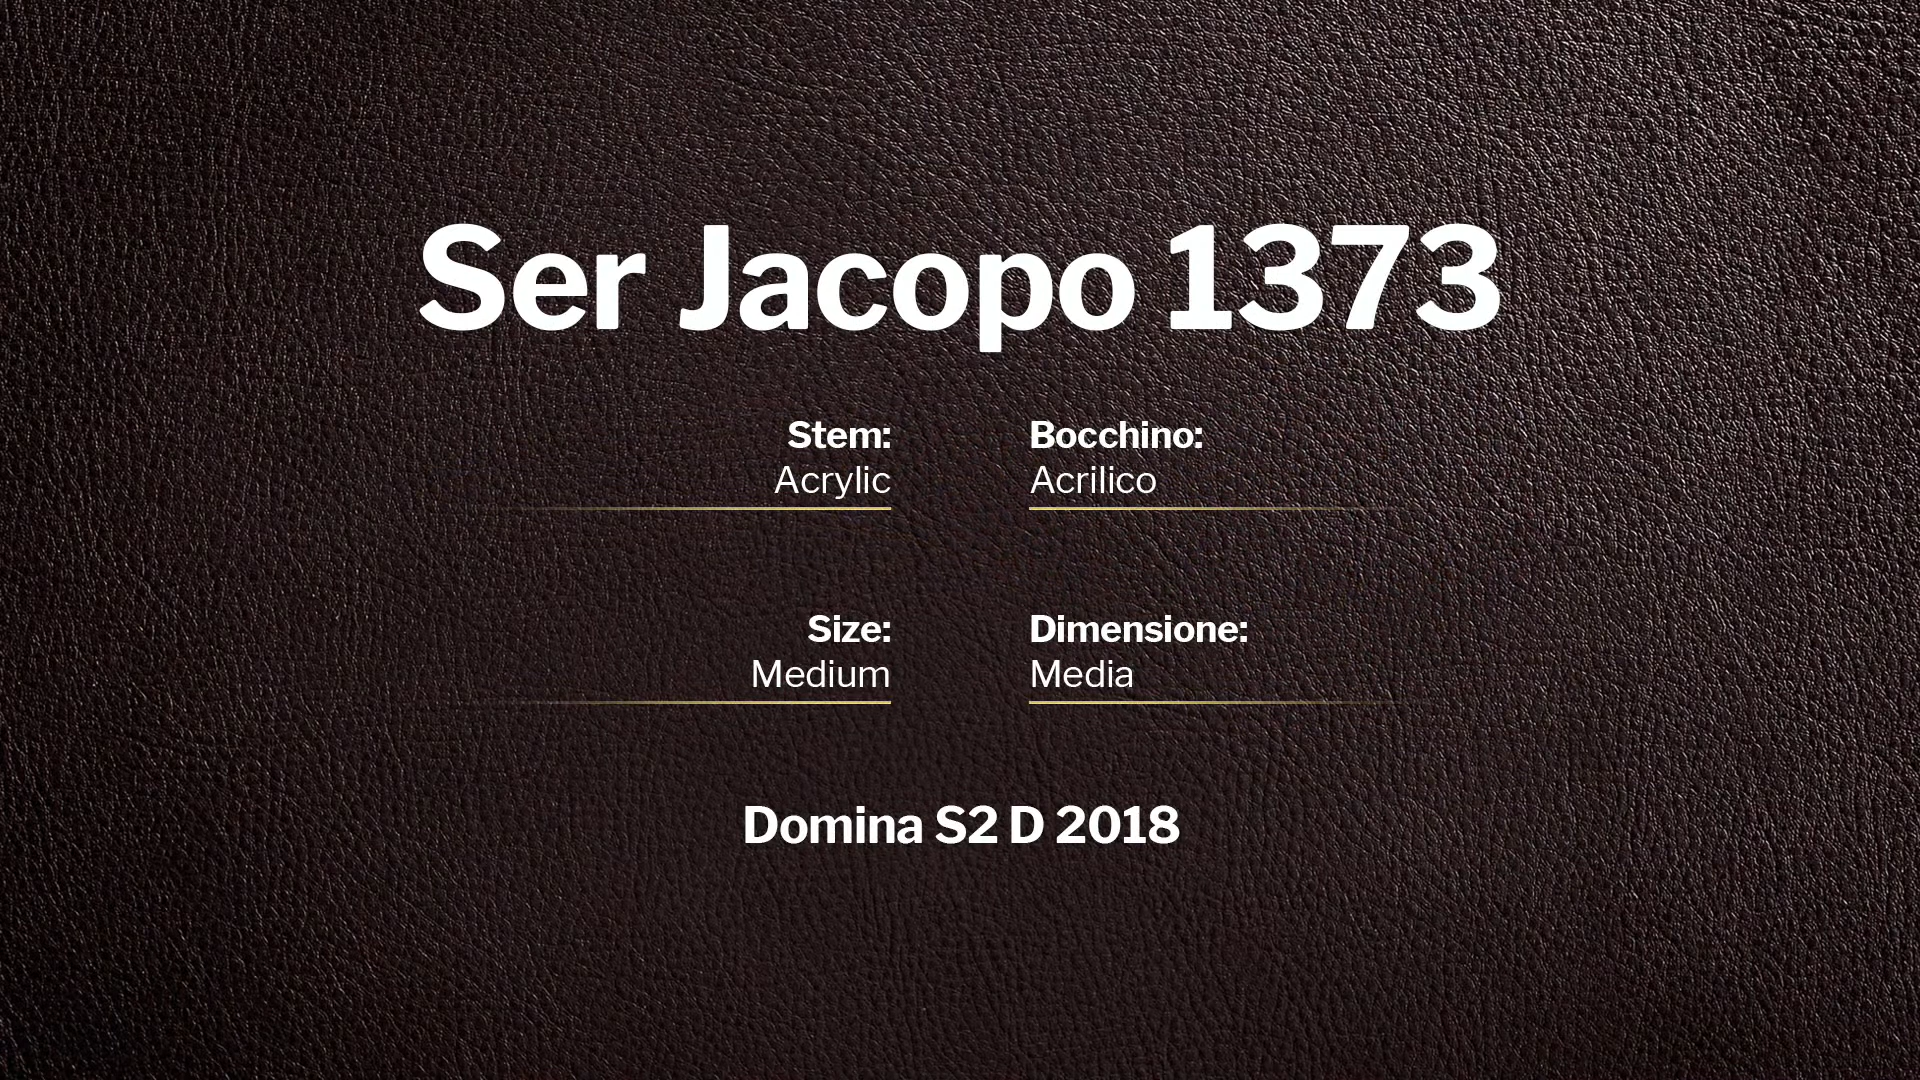 Ser Jacopo 1373
Stem:
Acrylic
Bocchino:
Acrilico
Size:
Medium
Dimensione:
Media
Domina S2 D 2018